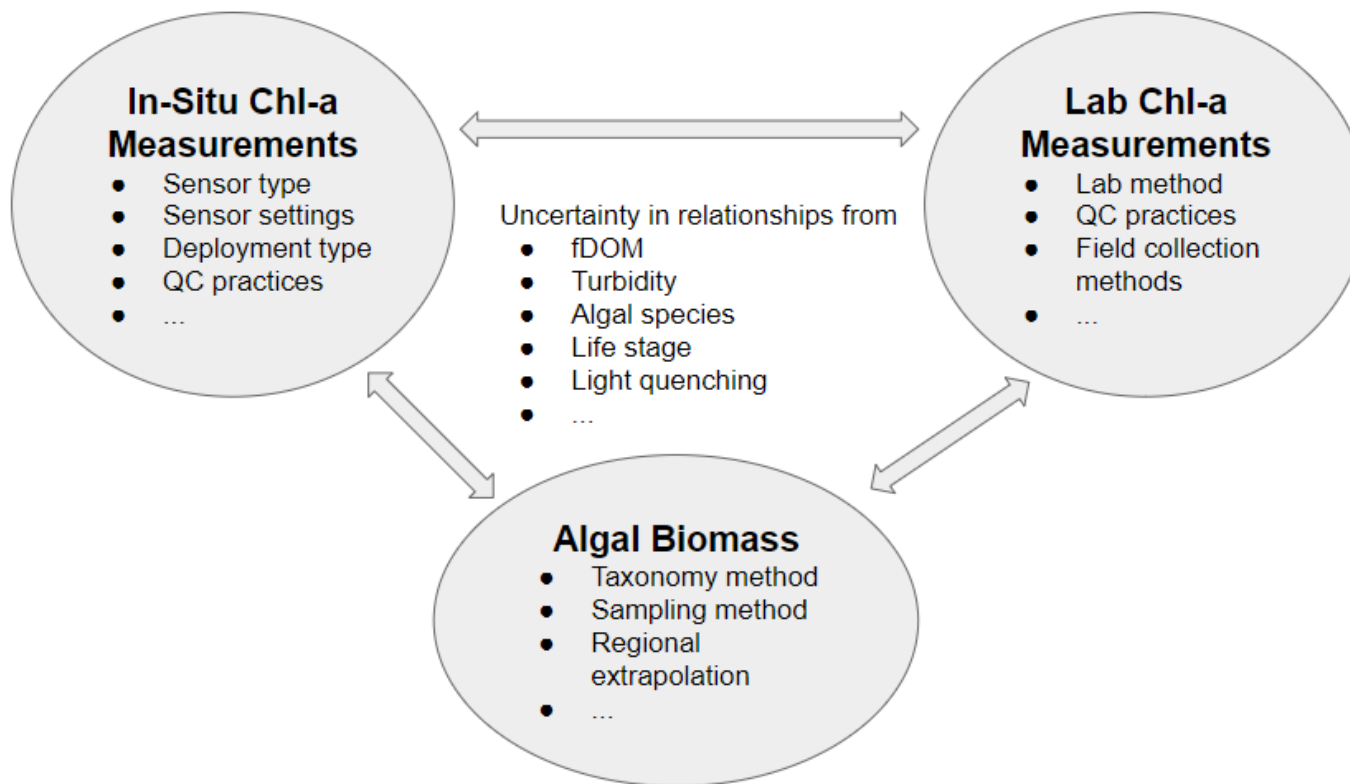 In-Situ Chl-a
Measurements
● Sensor type
● Sensor settings
● Deployment type
● QC practices
● ...
Uncertainty in relationships from
● fDOM
● Turbidity
● Algal species
● Life stage
● Light quenching
● ...
Lab Chl-a
Measurements
● Lab method
● QC practices
● Field collection
methods
● ...
Algal Biomass
● Taxonomy method
● Sampling method
● Regional
extrapolation
● ...